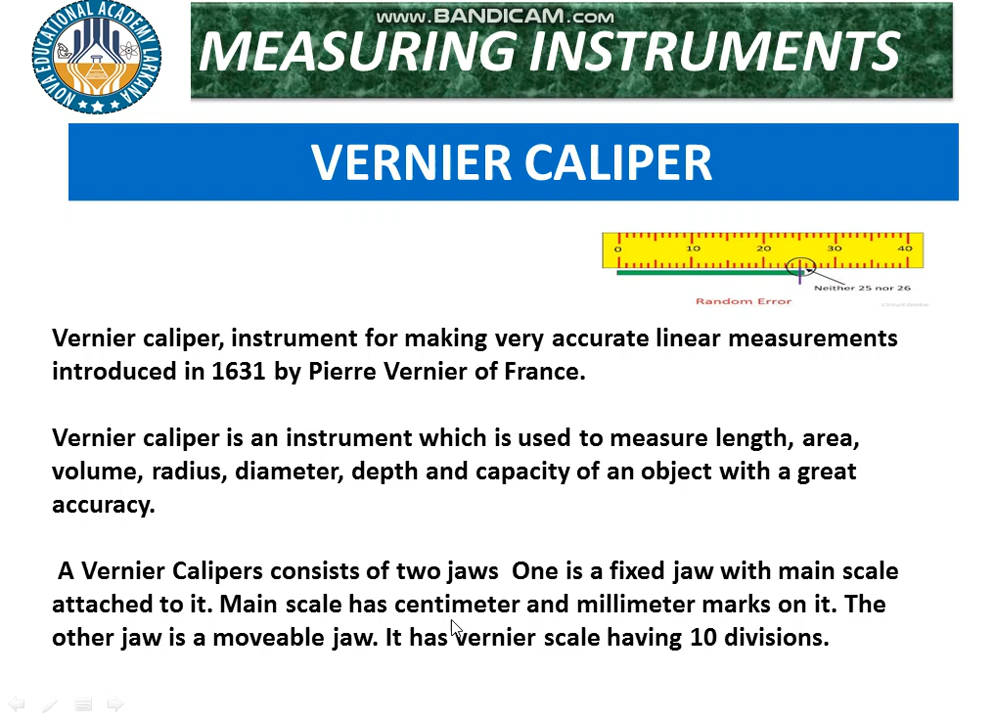 www.BANDICAM.com
NOVA EDUCATIONAL ACADEMY LARKANA
MEASURING INSTRUMENTS
VERNIER CALIPER
0 10 20 30 40
Neither 25 nor 26
Random Error
Vernier caliper, instrument for making very accurate linear measurements
introduced in 1631 by Pierre Vernier of France.
Vernier caliper is an instrument which is used to measure length, area,
volume, radius, diameter, depth and capacity of an object with a great
accuracy.
A Vernier Calipers consists of two jaws One is a fixed jaw with main scale
attached to it. Main scale has centimeter and millimeter marks on it. The
other jaw is a moveable jaw. It has vernier scale having 10 divisions.